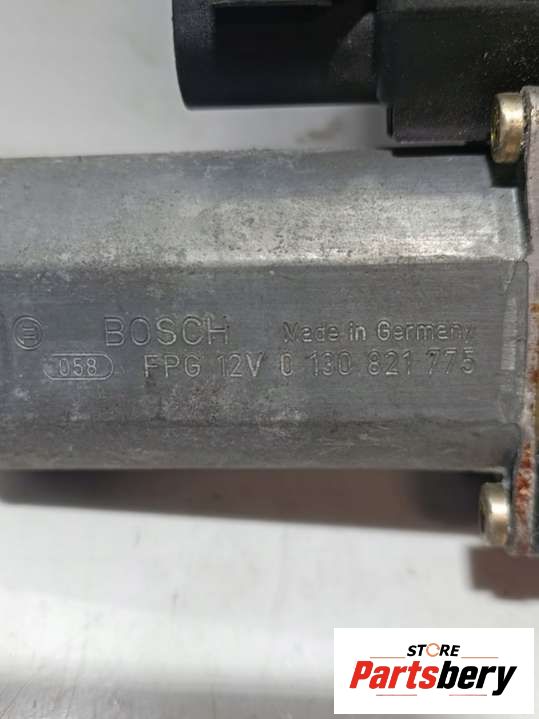 BOSCH Made in Germany
058 FPG 12V 0 130 821 775
STORE
Partsbery